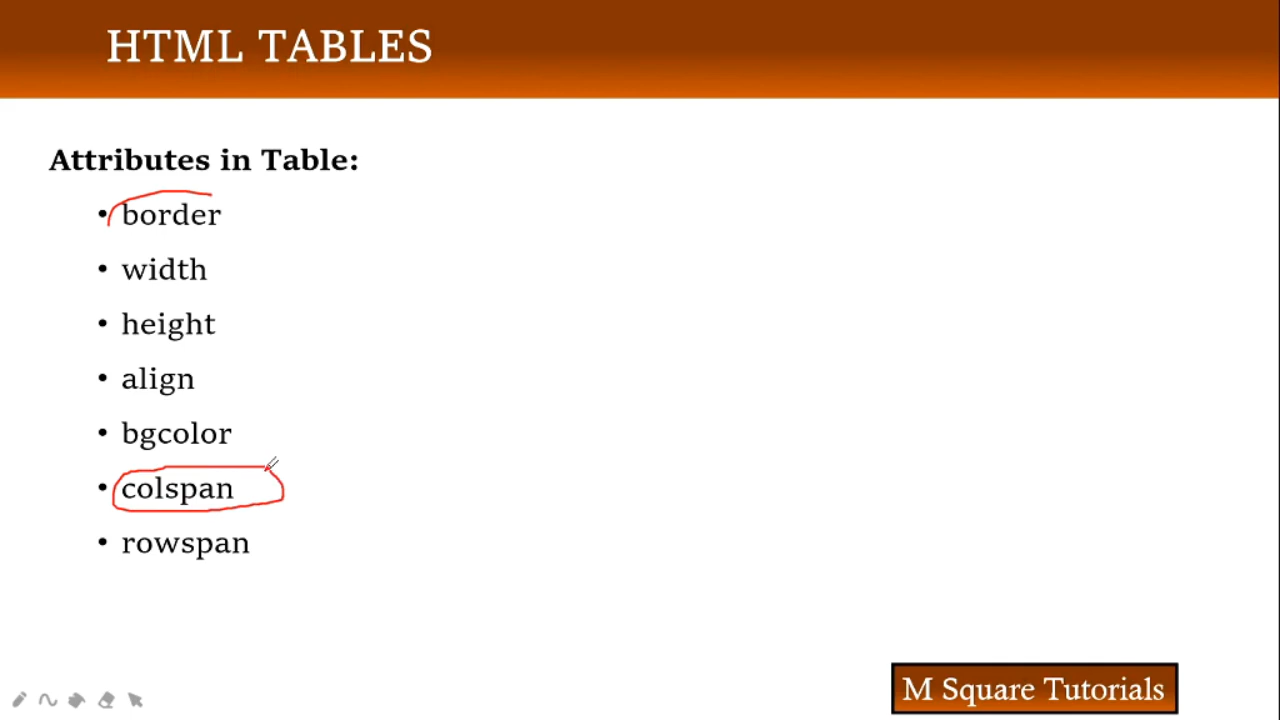 HTML TABLES
Attributes in Table:
• border
• width
• height
• align
• bgcolor
• colspan
• rowspan
M Square Tutorials